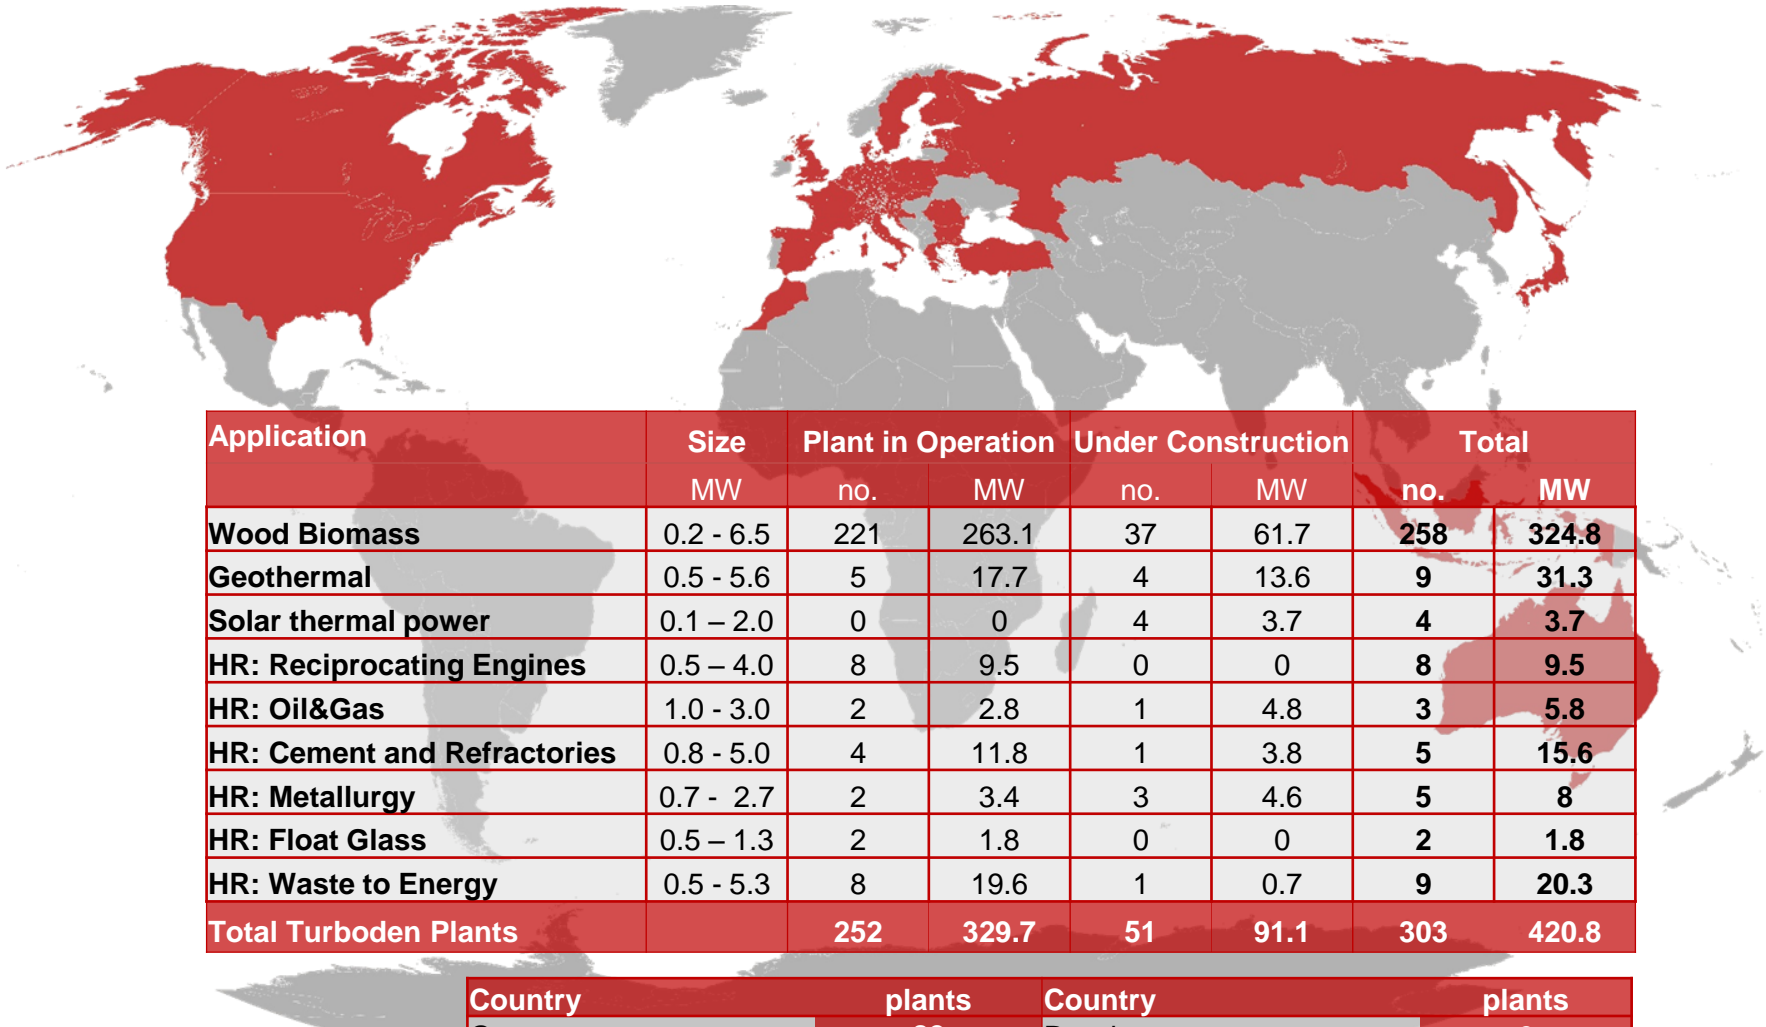 Application Size Plant in Operation Under Construction Total
MW no. MW no. MW no. MW
Wood Biomass 0.2 - 6.5 221 263.1 37 61.7 258 324.8
Geothermal 0.5 - 5.6 5 17.7 4 13.6 9 31.3
Solar thermal power 0.1 – 2.0 0 0 4 3.7 4 3.7
HR: Reciprocating Engines 0.5 – 4.0 8 9.5 0 0 8 9.5
HR: Oil&Gas 1.0 - 3.0 2 2.8 1 4.8 3 5.8
HR: Cement and Refractories 0.8 - 5.0 4 11.8 1 3.8 5 15.6
HR: Metallurgy 0.7 - 2.7 2 3.4 3 4.6 5 8
HR: Float Glass 0.5 – 1.3 2 1.8 0 0 2 1.8
HR: Waste to Energy 0.5 - 5.3 8 19.6 1 0.7 9 20.3
Total Turboden Plants 252 329.7 51 91.1 303 420.8
Country plants Country plants